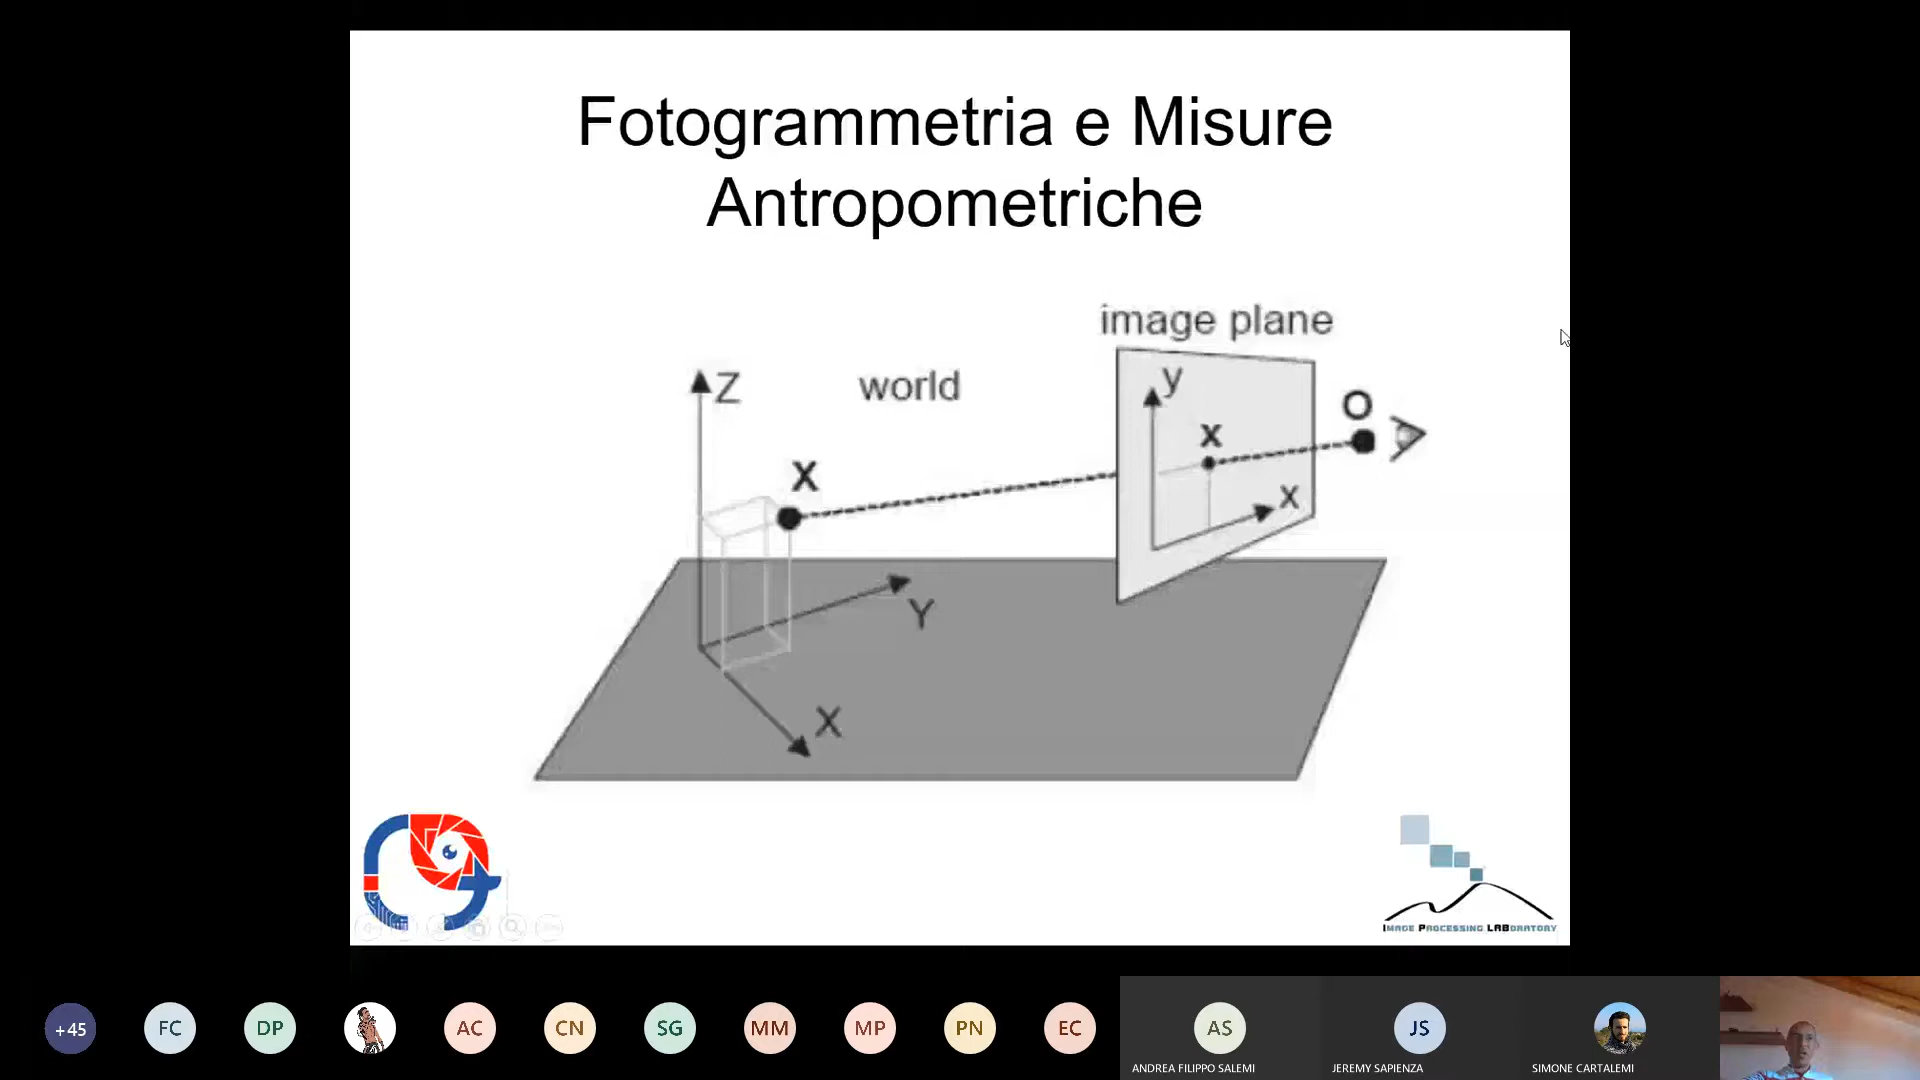 Fotogrammetria e Misure
Antropometriche
image plane
Z
world
y
O
x
X
x
Y
X
IMAGE PROCESSING LABORATORY
+45
FC
DP
AC
CN
SG
MM
MP
PN
EC
AS
JS
ANDREA FILIPPO SALEMI
JEREMY SAPIENZA
SIMONE CARTALEMI